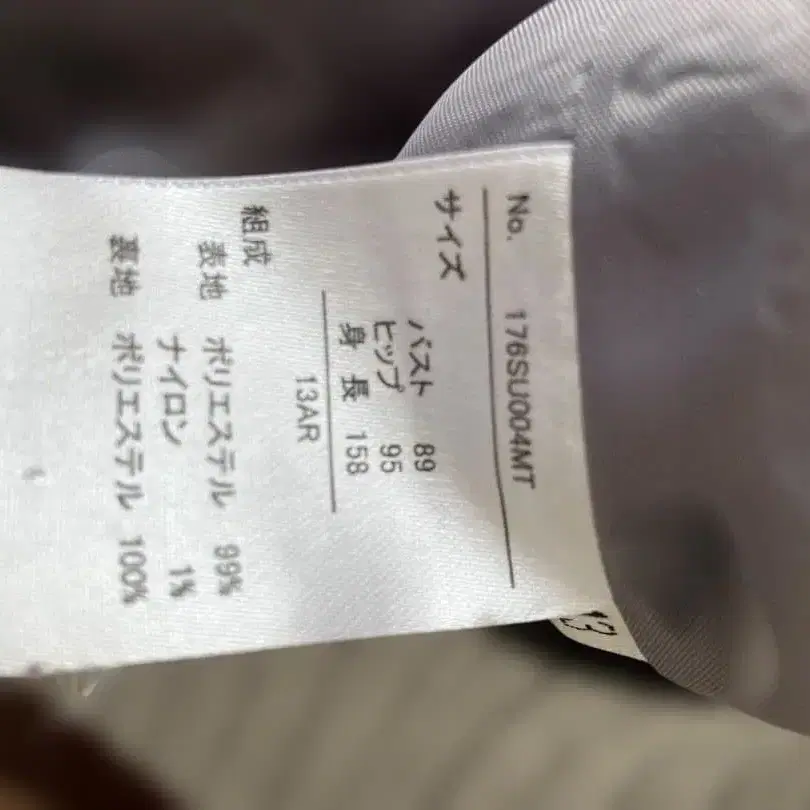 No. 176SU004MT
サイズ
バスト 89
ヒップ 95
身長 158
13AR
組成
表地 ポリエステル 99%
ナイロン 1%
裏地 ポリエステル 100%
13